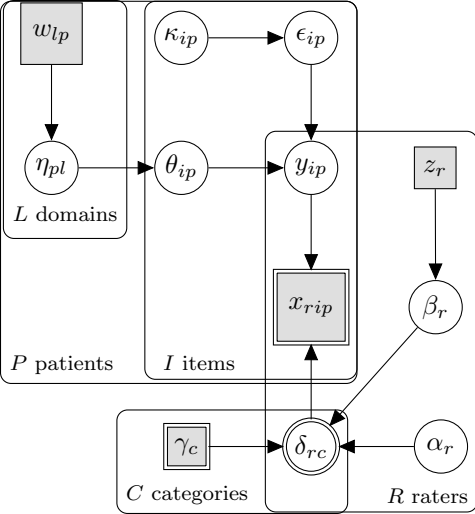 w_{lp}
κ_{ip}
ϵ_{ip}
η_{pl}
θ_{ip}
y_{ip}
z_r
L domains
x_{rip}
β_r
P patients
I items
γ_c
δ_{rc}
α_r
C categories
R raters